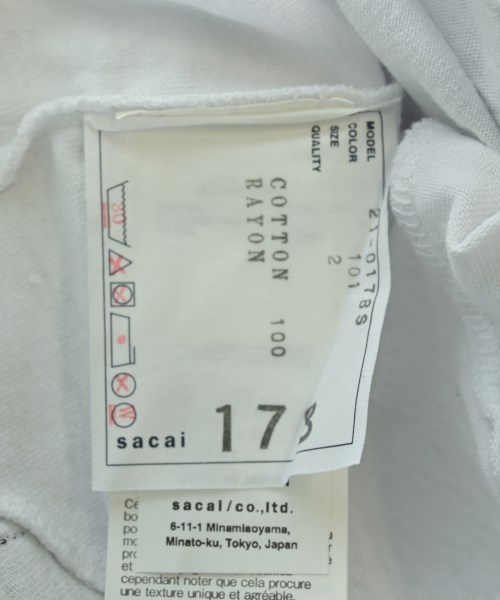 MODEL 21-0178S
COLOR 101
SIZE 2
QUALITY
COTTON 100
RAYON
30
W
sacai 178
sacai/co.,ltd.
6-11-1 Minamiaoyama,
Minato-ku, Tokyo, Japan
et
cependant noter que cela procure
une texture unique et agréable.